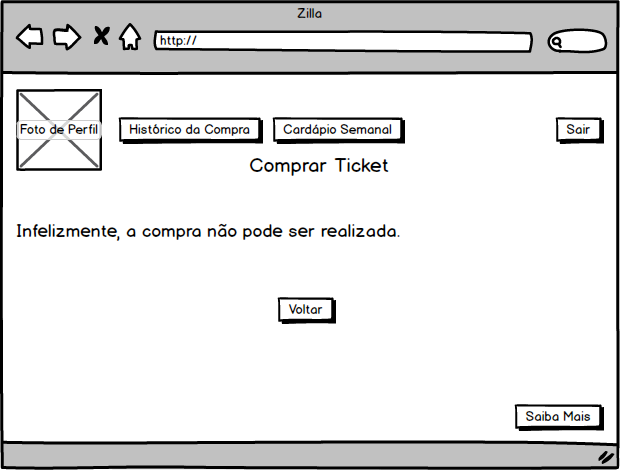 Zilla
http://
Foto de Perfil
Histórico da Compra
Cardápio Semanal
Sair
Comprar Ticket
Infelizmente, a compra não pode ser realizada.
Voltar
Saiba Mais